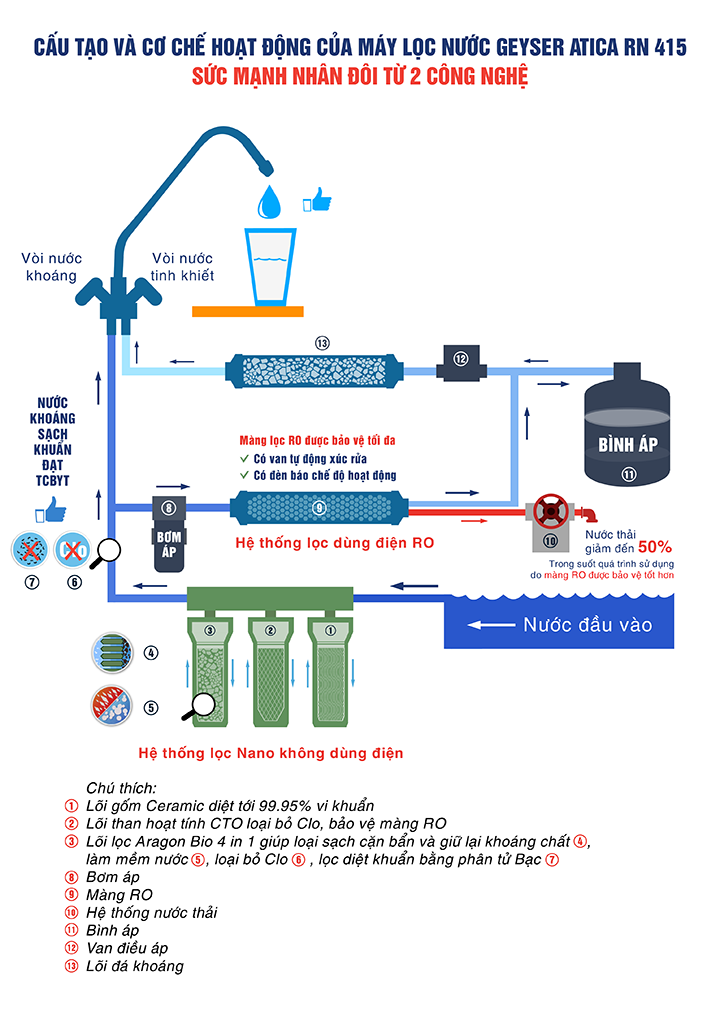 CẤU TẠO VÀ CƠ CHẾ HOẠT ĐỘNG CỦA MÁY LỌC NƯỚC GEYSER ATICA RN 415
SỨC MẠNH NHÂN ĐÔI TỪ 2 CÔNG NGHỆ
Vòi nước
khoáng
Vòi nước
tinh khiết
13
12
NƯỚC
KHOÁNG
SẠCH
KHUẨN
ĐẠT
TCBYT
Màng lọc RO được bảo vệ tối đa
✓ Có van tự động xúc rửa
✓ Có đèn báo chế độ hoạt động
BÌNH ÁP
11
8
BƠM
ÁP
9
Hệ thống lọc dùng điện RO
10
Nước thải
giảm đến 50%
Trong suốt quá trình sử dụng
do màng RO được bảo vệ tốt hơn
Clo
7
6
Nước đầu vào
3
2
1
4
5
Hệ thống lọc Nano không dùng điện
Chú thích:
① Lõi gốm Ceramic diệt tới 99.95% vi khuẩn
② Lõi than hoạt tính CTO loại bỏ Clo, bảo vệ màng RO
③ Lõi lọc Aragon Bio 4 in 1 giúp loại sạch cặn bẩn và giữ lại khoáng chất ④,
làm mềm nước ⑤, loại bỏ Clo ⑥ , lọc diệt khuẩn bằng phân tử Bạc ⑦
⑧ Bơm áp
⑨ Màng RO
⑩ Hệ thống nước thải
⑪ Bình áp
⑫ Van điều áp
⑬ Lõi đá khoáng